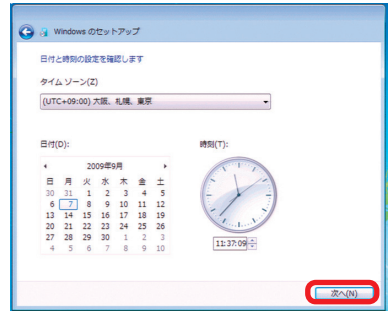 Windows のセットアップ
日付と時刻の設定を確認します
タイム ゾーン(Z)
(UTC+09:00) 大阪、札幌、東京
日付(D):
時刻(T):
2009年9月
日 月 火 水 木 金 土
30 31 1 2 3 4 5
6 7 8 9 10 11 12
13 14 15 16 17 18 19
20 21 22 23 24 25 26
27 28 29 30 1 2 3
4 5 6 7 8 9 10
11:37:09
次へ(N)